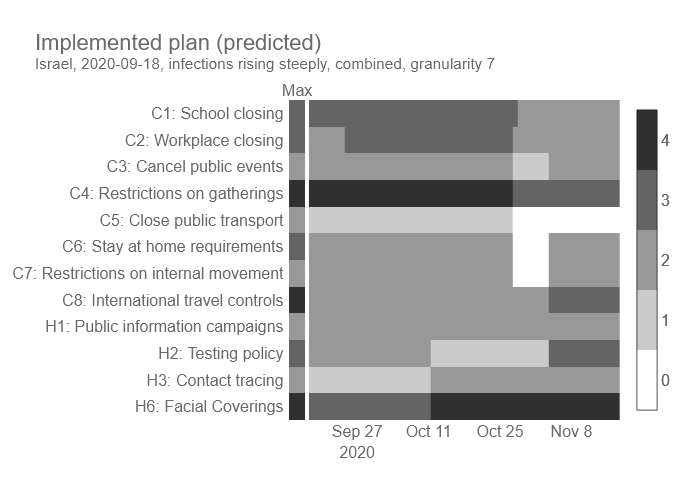 Implemented plan (predicted)
Israel, 2020-09-18, infections rising steeply, combined, granularity 7
Max
C1: School closing
C2: Workplace closing
C3: Cancel public events
C4: Restrictions on gatherings
C5: Close public transport
C6: Stay at home requirements
C7: Restrictions on internal movement
C8: International travel controls
H1: Public information campaigns
H2: Testing policy
H3: Contact tracing
H6: Facial Coverings
4
3
2
1
0
Sep 27 Oct 11 Oct 25 Nov 8
2020